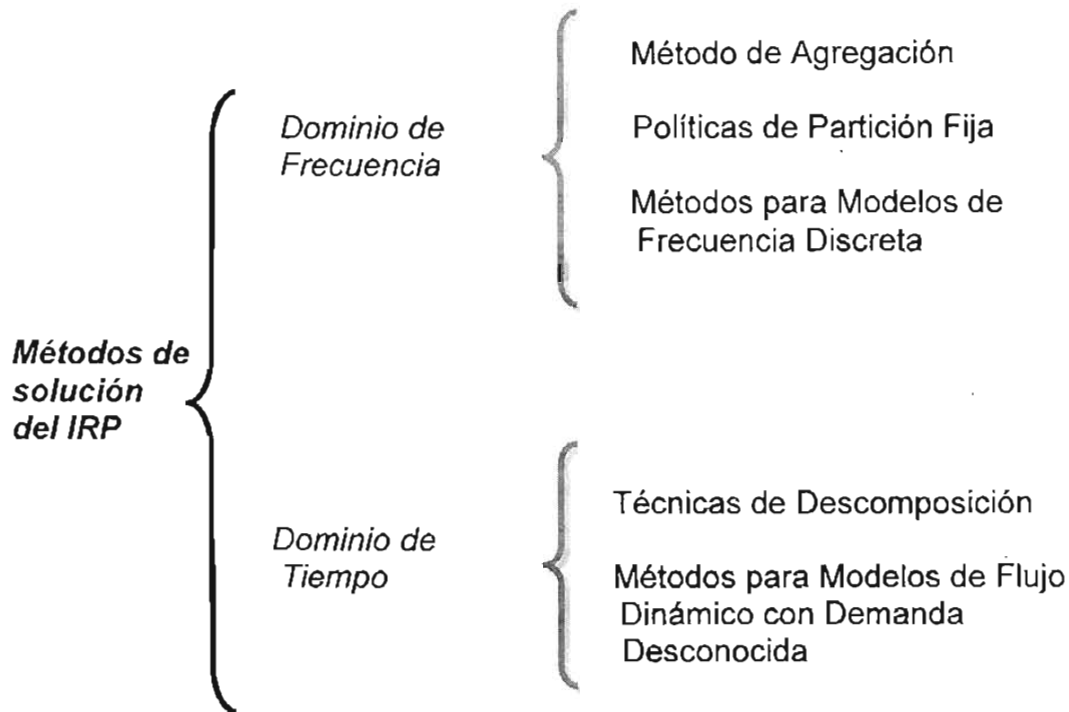 Método de Agregación
Dominio de
Frecuencia
Políticas de Partición Fija
Métodos para Modelos de
Frecuencia Discreta
Métodos de
solución
del IRP
Técnicas de Descomposición
Dominio de
Tiempo
Métodos para Modelos de Flujo
Dinámico con Demanda
Desconocida